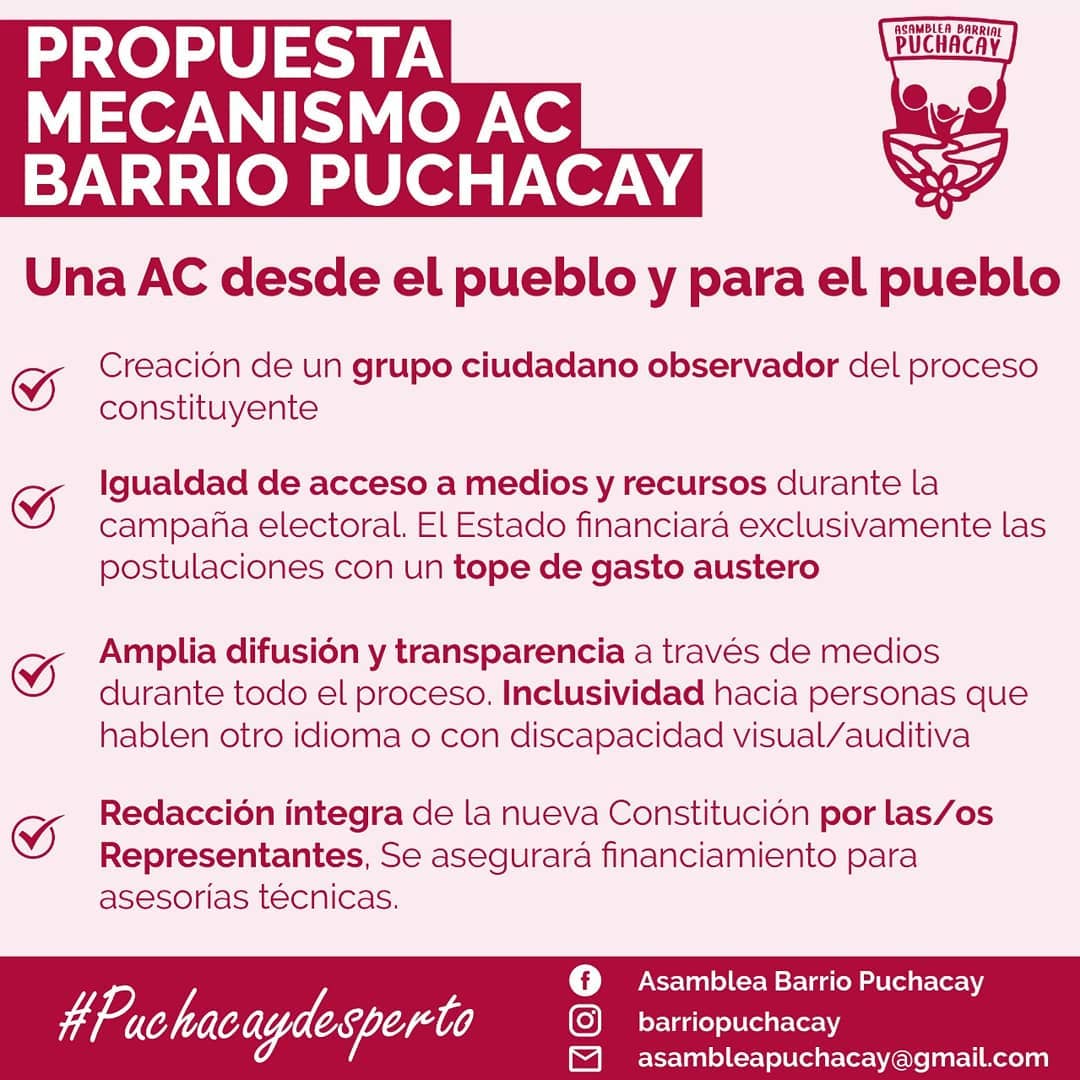 PROPUESTA
MECANISMO AC
BARRIO PUCHACAY
ASAMBLEA BARRIAL
PUCHACAY
Una AC desde el pueblo y para el pueblo
Creación de un grupo ciudadano observador del proceso
constituyente
Igualdad de acceso a medios y recursos durante la
campaña electoral. El Estado financiará exclusivamente las
postulaciones con un tope de gasto austero
Amplia difusión y transparencia a través de medios
durante todo el proceso. Inclusividad hacia personas que
hablen otro idioma o con discapacidad visual/auditiva
Redacción íntegra de la nueva Constitución por las/os
Representantes, Se asegurará financiamiento para
asesorías técnicas.
#Puchacaydesperto
Asamblea Barrio Puchacay
barriopuchacay
asambleapuchacay@gmail.com